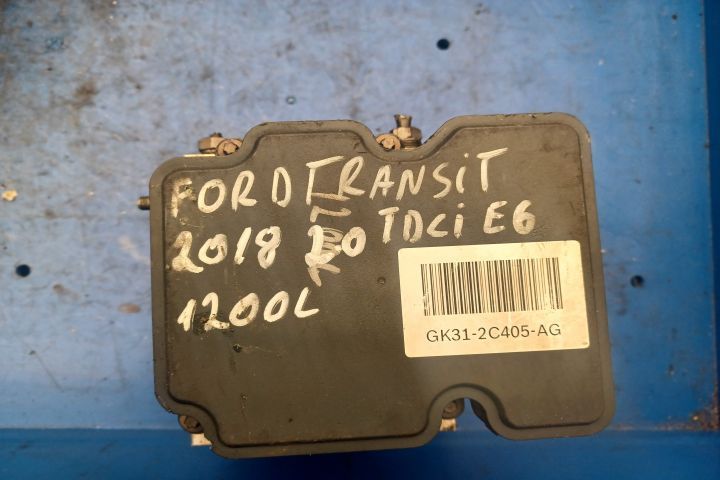 FORD TRANSiT
2018 2.0 TDCi E6
1200L
GK31-2C405-AG